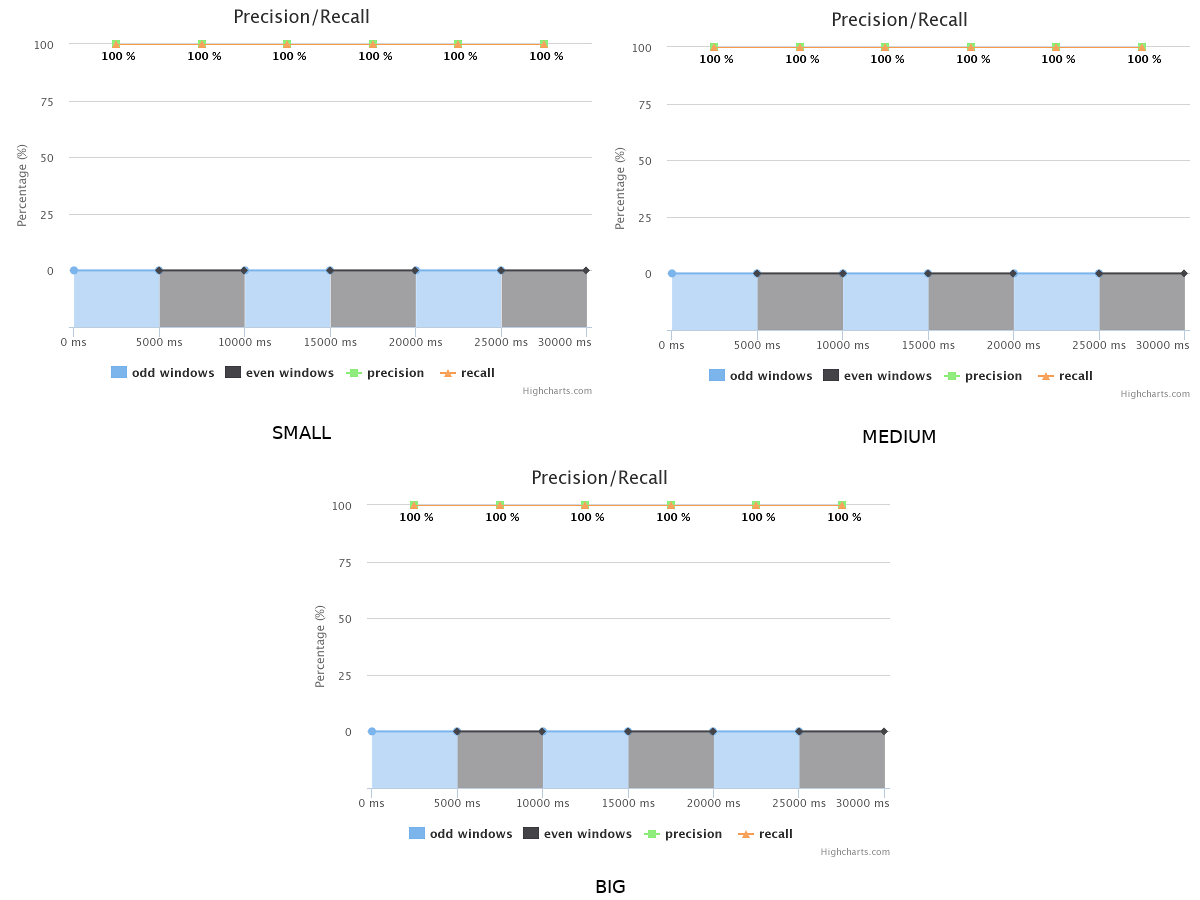 Precision/Recall
100
100 % 100 % 100 % 100 % 100 % 100 %
75
50
25
0
Percentage (%)
0 ms 5000 ms 10000 ms 15000 ms 20000 ms 25000 ms 30000 ms
odd windows even windows precision recall
Highcharts.com
SMALL
Precision/Recall
100
100 % 100 % 100 % 100 % 100 % 100 %
75
50
25
0
Percentage (%)
0 ms 5000 ms 10000 ms 15000 ms 20000 ms 25000 ms 30000 ms
odd windows even windows precision recall
Highcharts.com
MEDIUM
Precision/Recall
100
100 % 100 % 100 % 100 % 100 % 100 %
75
50
25
0
Percentage (%)
0 ms 5000 ms 10000 ms 15000 ms 20000 ms 25000 ms 30000 ms
odd windows even windows precision recall
Highcharts.com
BIG